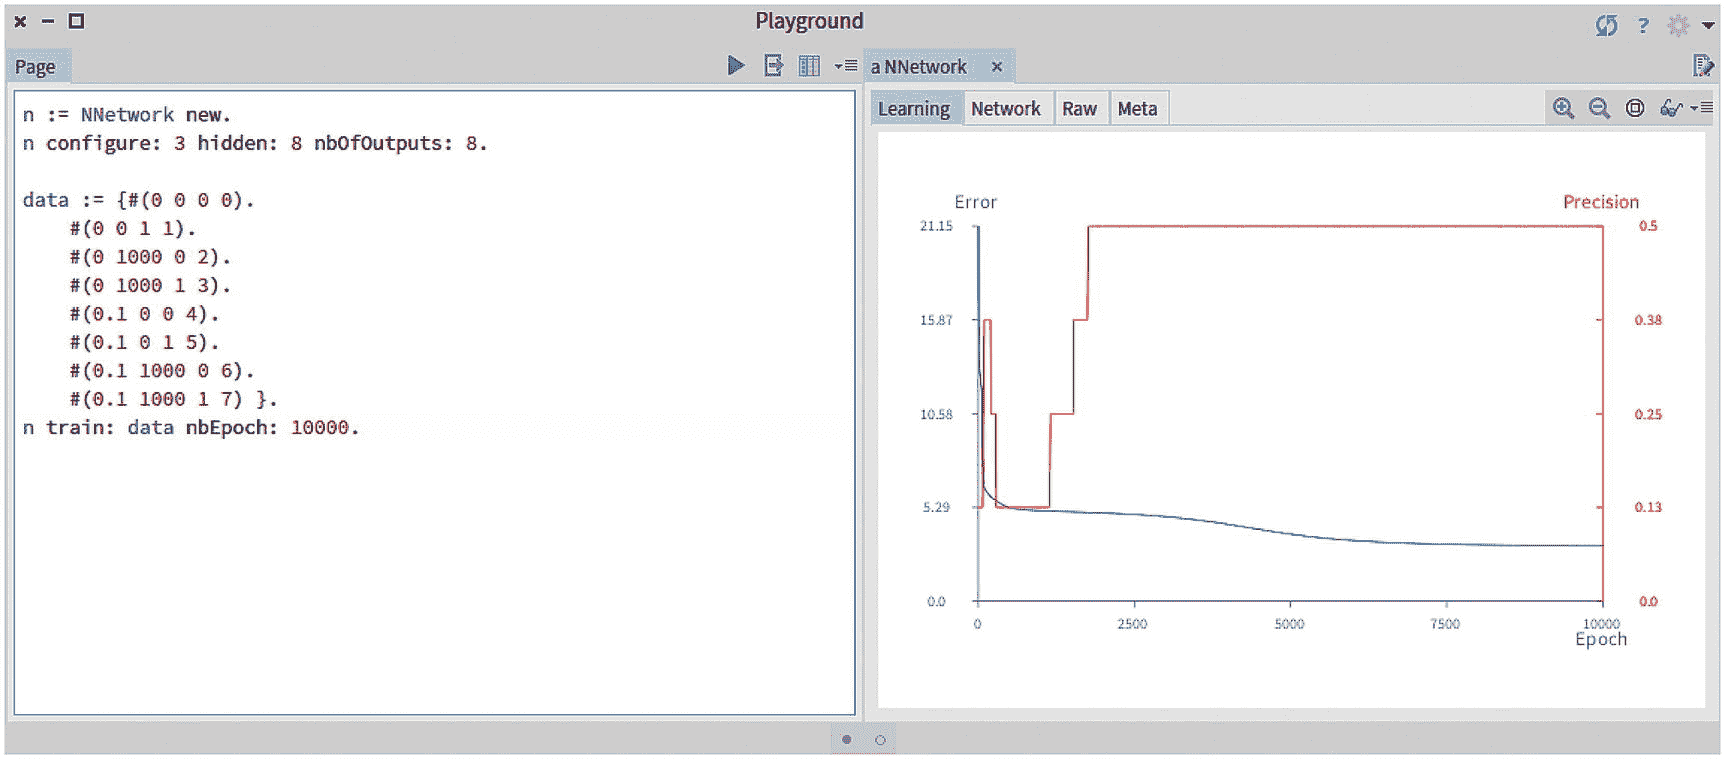 Playground
?
Page
a NNetwork ×
n := NNetwork new.
n configure: 3 hidden: 8 nbOfOutputs: 8.
data := {#(0 0 0 0).
#(0 0 1 1).
#(0 1000 0 2).
#(0 1000 1 3).
#(0.1 0 0 4).
#(0.1 0 1 5).
#(0.1 1000 0 6).
#(0.1 1000 1 7) }.
n train: data nbEpoch: 10000.
Learning Network Raw Meta
Error Precision
21.15 0.5
15.87 0.38
10.58 0.25
5.29 0.13
0.0 0.0
0 2500 5000 7500 10000
Epoch